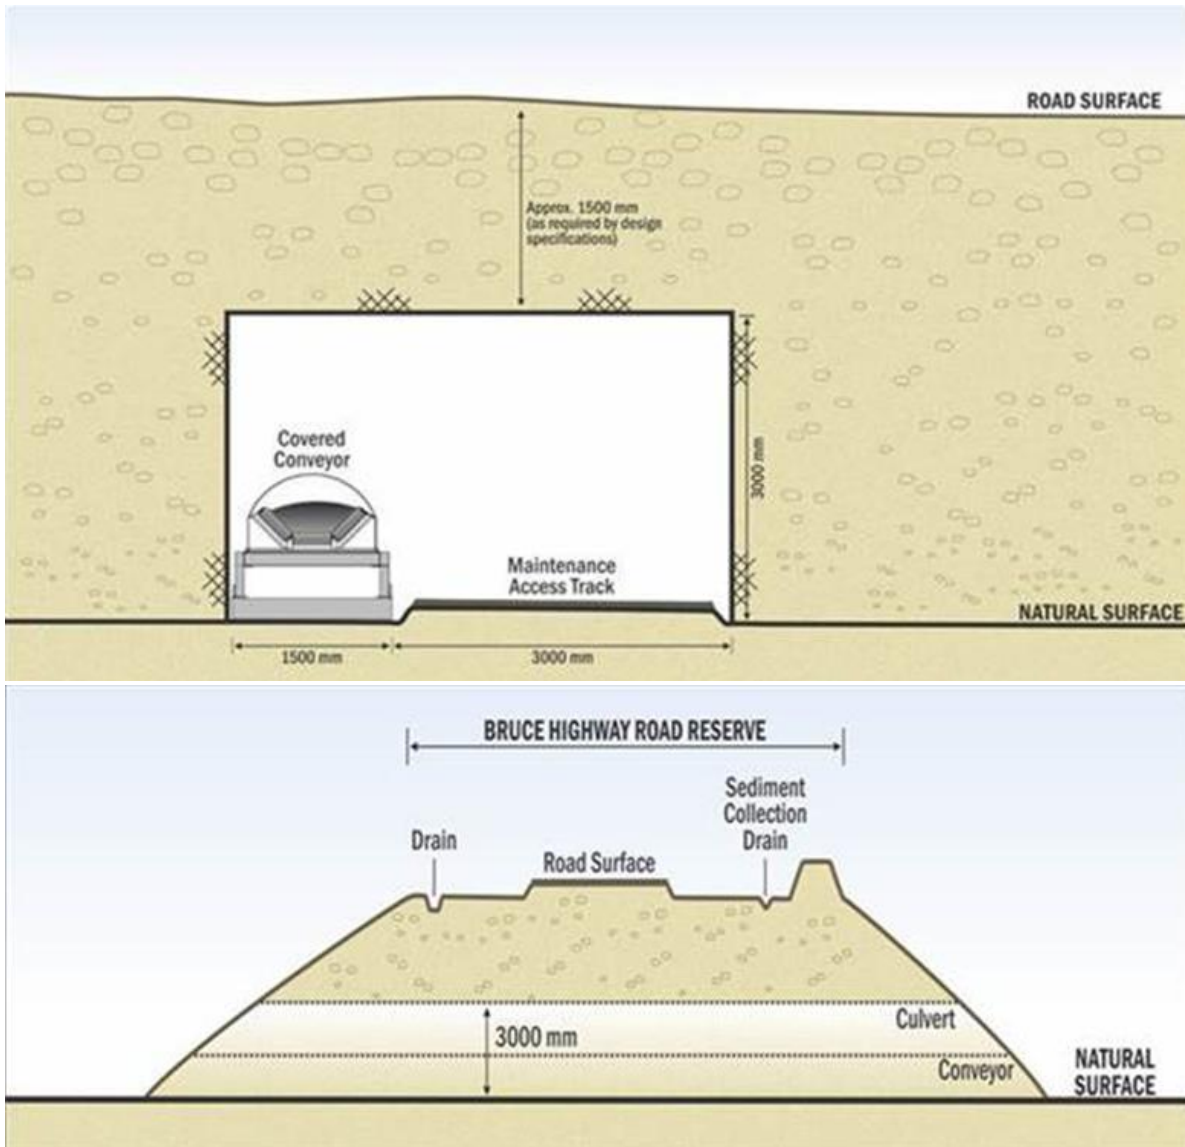 ROAD SURFACE
Approx. 1500 mm
(as required by design
specifications)
Covered
Conveyor
3000 mm
Maintenance
Access Track
NATURAL SURFACE
1500 mm
3000 mm
BRUCE HIGHWAY ROAD RESERVE
Sediment
Collection
Drain
Drain
Road Surface
Culvert
3000 mm
Conveyor
NATURAL
SURFACE